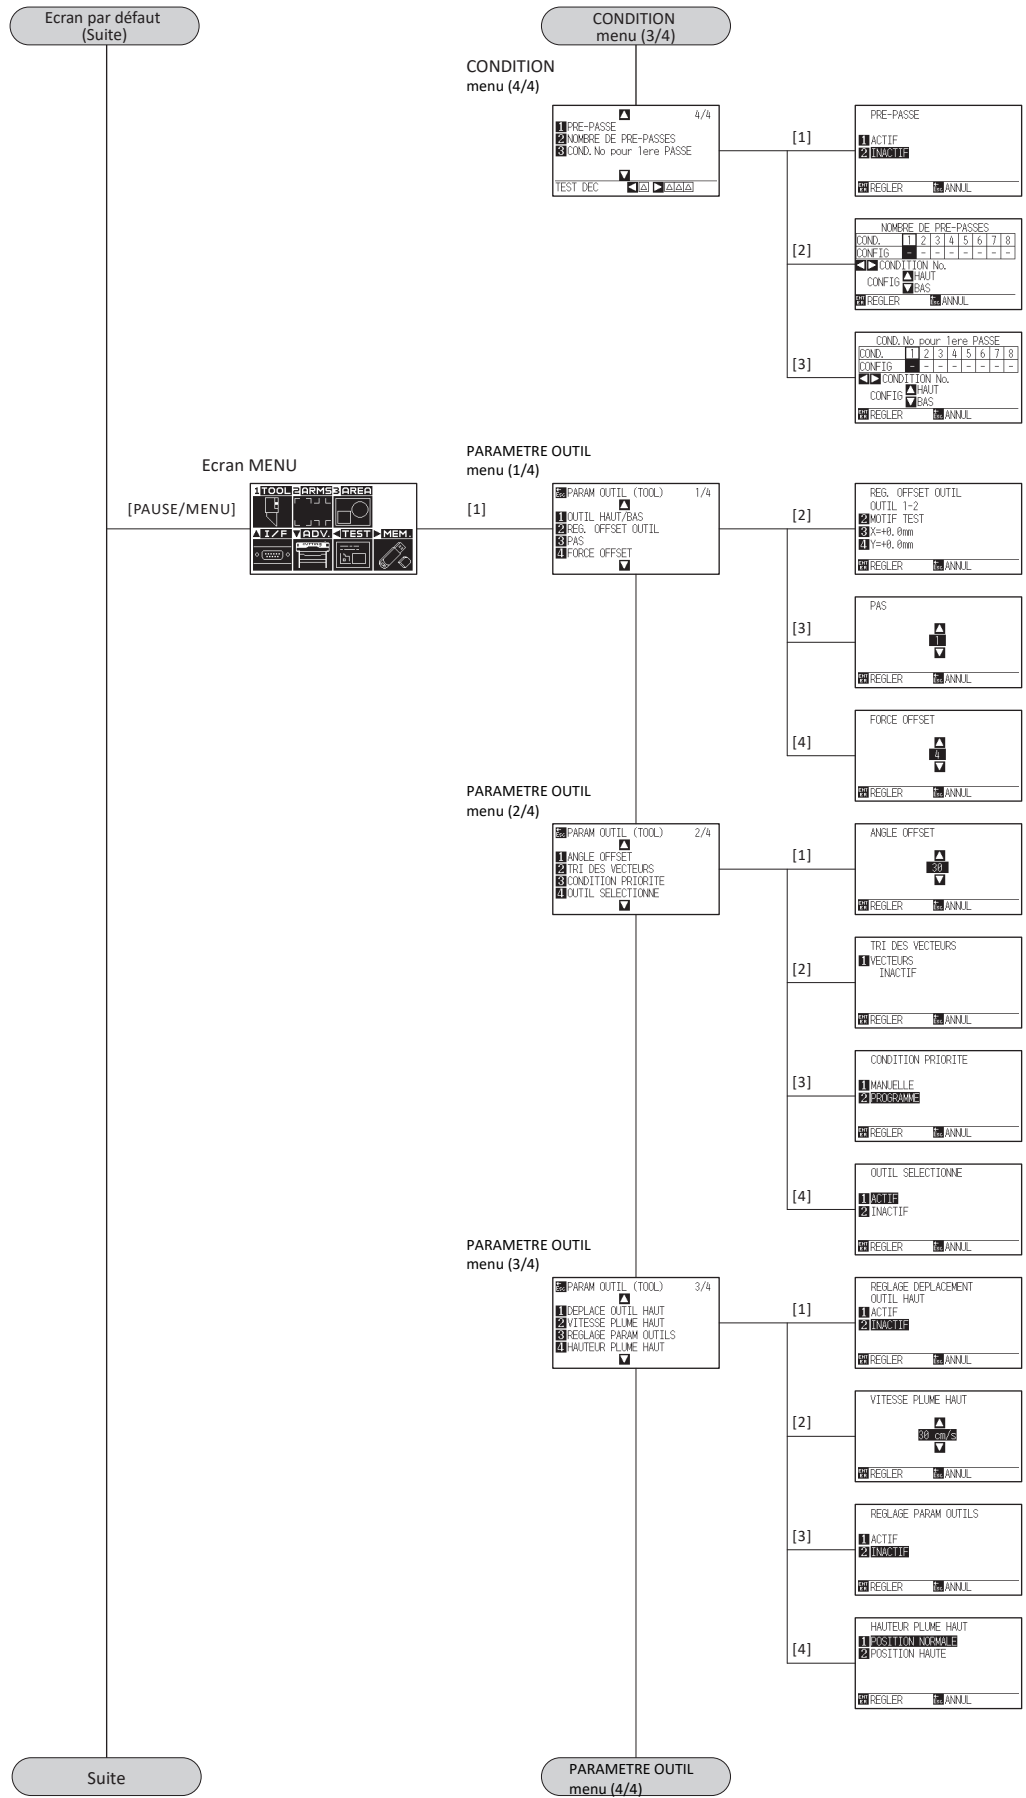 Ecran par défaut
(Suite)
CONDITION
menu (3/4)
CONDITION
menu (4/4)
4/4
1 PRE-PASSE
2 NOMBRE DE PRE-PASSES
3 COND. No pour 1ere PASSE
TEST DEC
[1]
PRE-PASSE
1 ACTIF
2 INACTIF
REGLER ANNUL
[2]
NOMBRE DE PRE-PASSES
COND. 1 2 3 4 5 6 7 8
CONFIG - - - - - - - -
CONDITION No.
HAUT
CONFIG
BAS
REGLER ANNUL
[3]
COND. No pour 1ere PASSE
COND. 1 2 3 4 5 6 7 8
CONFIG - - - - - - - -
CONDITION No.
HAUT
CONFIG
BAS
REGLER ANNUL
Ecran MENU
[PAUSE/MENU]
1 TOOL 2 ARMS 3 AREA
I/F ADV. TEST MEM.
[1]
PARAMETRE OUTIL
menu (1/4)
PARAM OUTIL (TOOL) 1/4
1 OUTIL HAUT/BAS
2 REG. OFFSET OUTIL
3 PAS
4 FORCE OFFSET
[2]
REG. OFFSET OUTIL
OUTIL 1-2
2 MOTIF TEST
3 X=+0.0mm
4 Y=+0.0mm
REGLER ANNUL
[3]
PAS
1
REGLER ANNUL
[4]
FORCE OFFSET
4
REGLER ANNUL
PARAMETRE OUTIL
menu (2/4)
PARAM OUTIL (TOOL) 2/4
1 ANGLE OFFSET
2 TRI DES VECTEURS
3 CONDITION PRIORITE
4 OUTIL SELECTIONNE
[1]
ANGLE OFFSET
30
REGLER ANNUL
[2]
TRI DES VECTEURS
1 VECTEURS
INACTIF
REGLER ANNUL
[3]
CONDITION PRIORITE
1 MANUELLE
2 PROGRAMME
REGLER ANNUL
[4]
OUTIL SELECTIONNE
1 ACTIF
2 INACTIF
REGLER ANNUL
PARAMETRE OUTIL
menu (3/4)
PARAM OUTIL (TOOL) 3/4
1 DEPLACE OUTIL HAUT
2 VITESSE PLUME HAUT
3 REGLAGE PARAM OUTILS
4 HAUTEUR PLUME HAUT
[1]
REGLAGE DEPLACEMENT
OUTIL HAUT
1 ACTIF
2 INACTIF
REGLER ANNUL
[2]
VITESSE PLUME HAUT
30 cm/s
REGLER ANNUL
[3]
REGLAGE PARAM OUTILS
1 ACTIF
2 INACTIF
REGLER ANNUL
[4]
HAUTEUR PLUME HAUT
1 POSITION NORMALE
2 POSITION HAUTE
REGLER ANNUL
Suite
PARAMETRE OUTIL
menu (4/4)